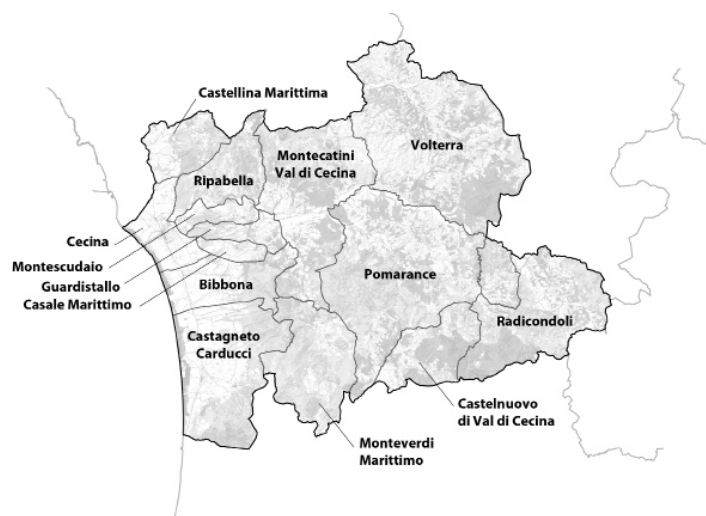 Castellina Marittima
Volterra
Montecatini
Val di Cecina
Ripabella
Cecina
Montescudaio
Guardistallo
Casale Marittimo
Bibbona
Pomarance
Radicondoli
Castagneto
Carducci
Castelnuovo
di Val di Cecina
Monteverdi
Marittimo